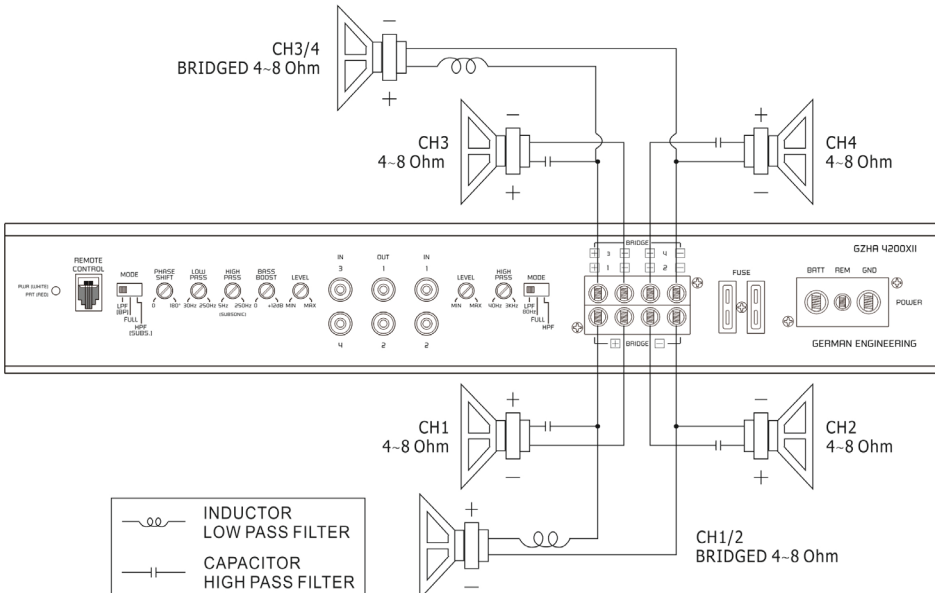 CH3/4
BRIDGED 4~8 Ohm
CH3
4~8 Ohm
CH4
4~8 Ohm
REMOTE
CONTROL
PWR (WHITE)
PRT (RED)
MODE
LPF
(BP)
FULL
HPF
(SUBS.)
PHASE
SHIFT
0 180°
LOW
PASS
30Hz 250Hz
HIGH
PASS
5Hz 250Hz
(SUBSONIC)
BASS
BOOST
0 +12dB
LEVEL
MIN MAX
IN
3
4
OUT
1
2
IN
1
2
LEVEL
MIN MAX
HIGH
PASS
40Hz 3KHz
MODE
LPF
80Hz
FULL
HPF
BRIDGE
+ 3 - + 4 -
+ 1 - + 2 -
+ BRIDGE -
FUSE
GZHA 4200XII
BATT REM GND
POWER
GERMAN ENGINEERING
CH1
4~8 Ohm
CH2
4~8 Ohm
CH1/2
BRIDGED 4~8 Ohm
INDUCTOR
LOW PASS FILTER
CAPACITOR
HIGH PASS FILTER